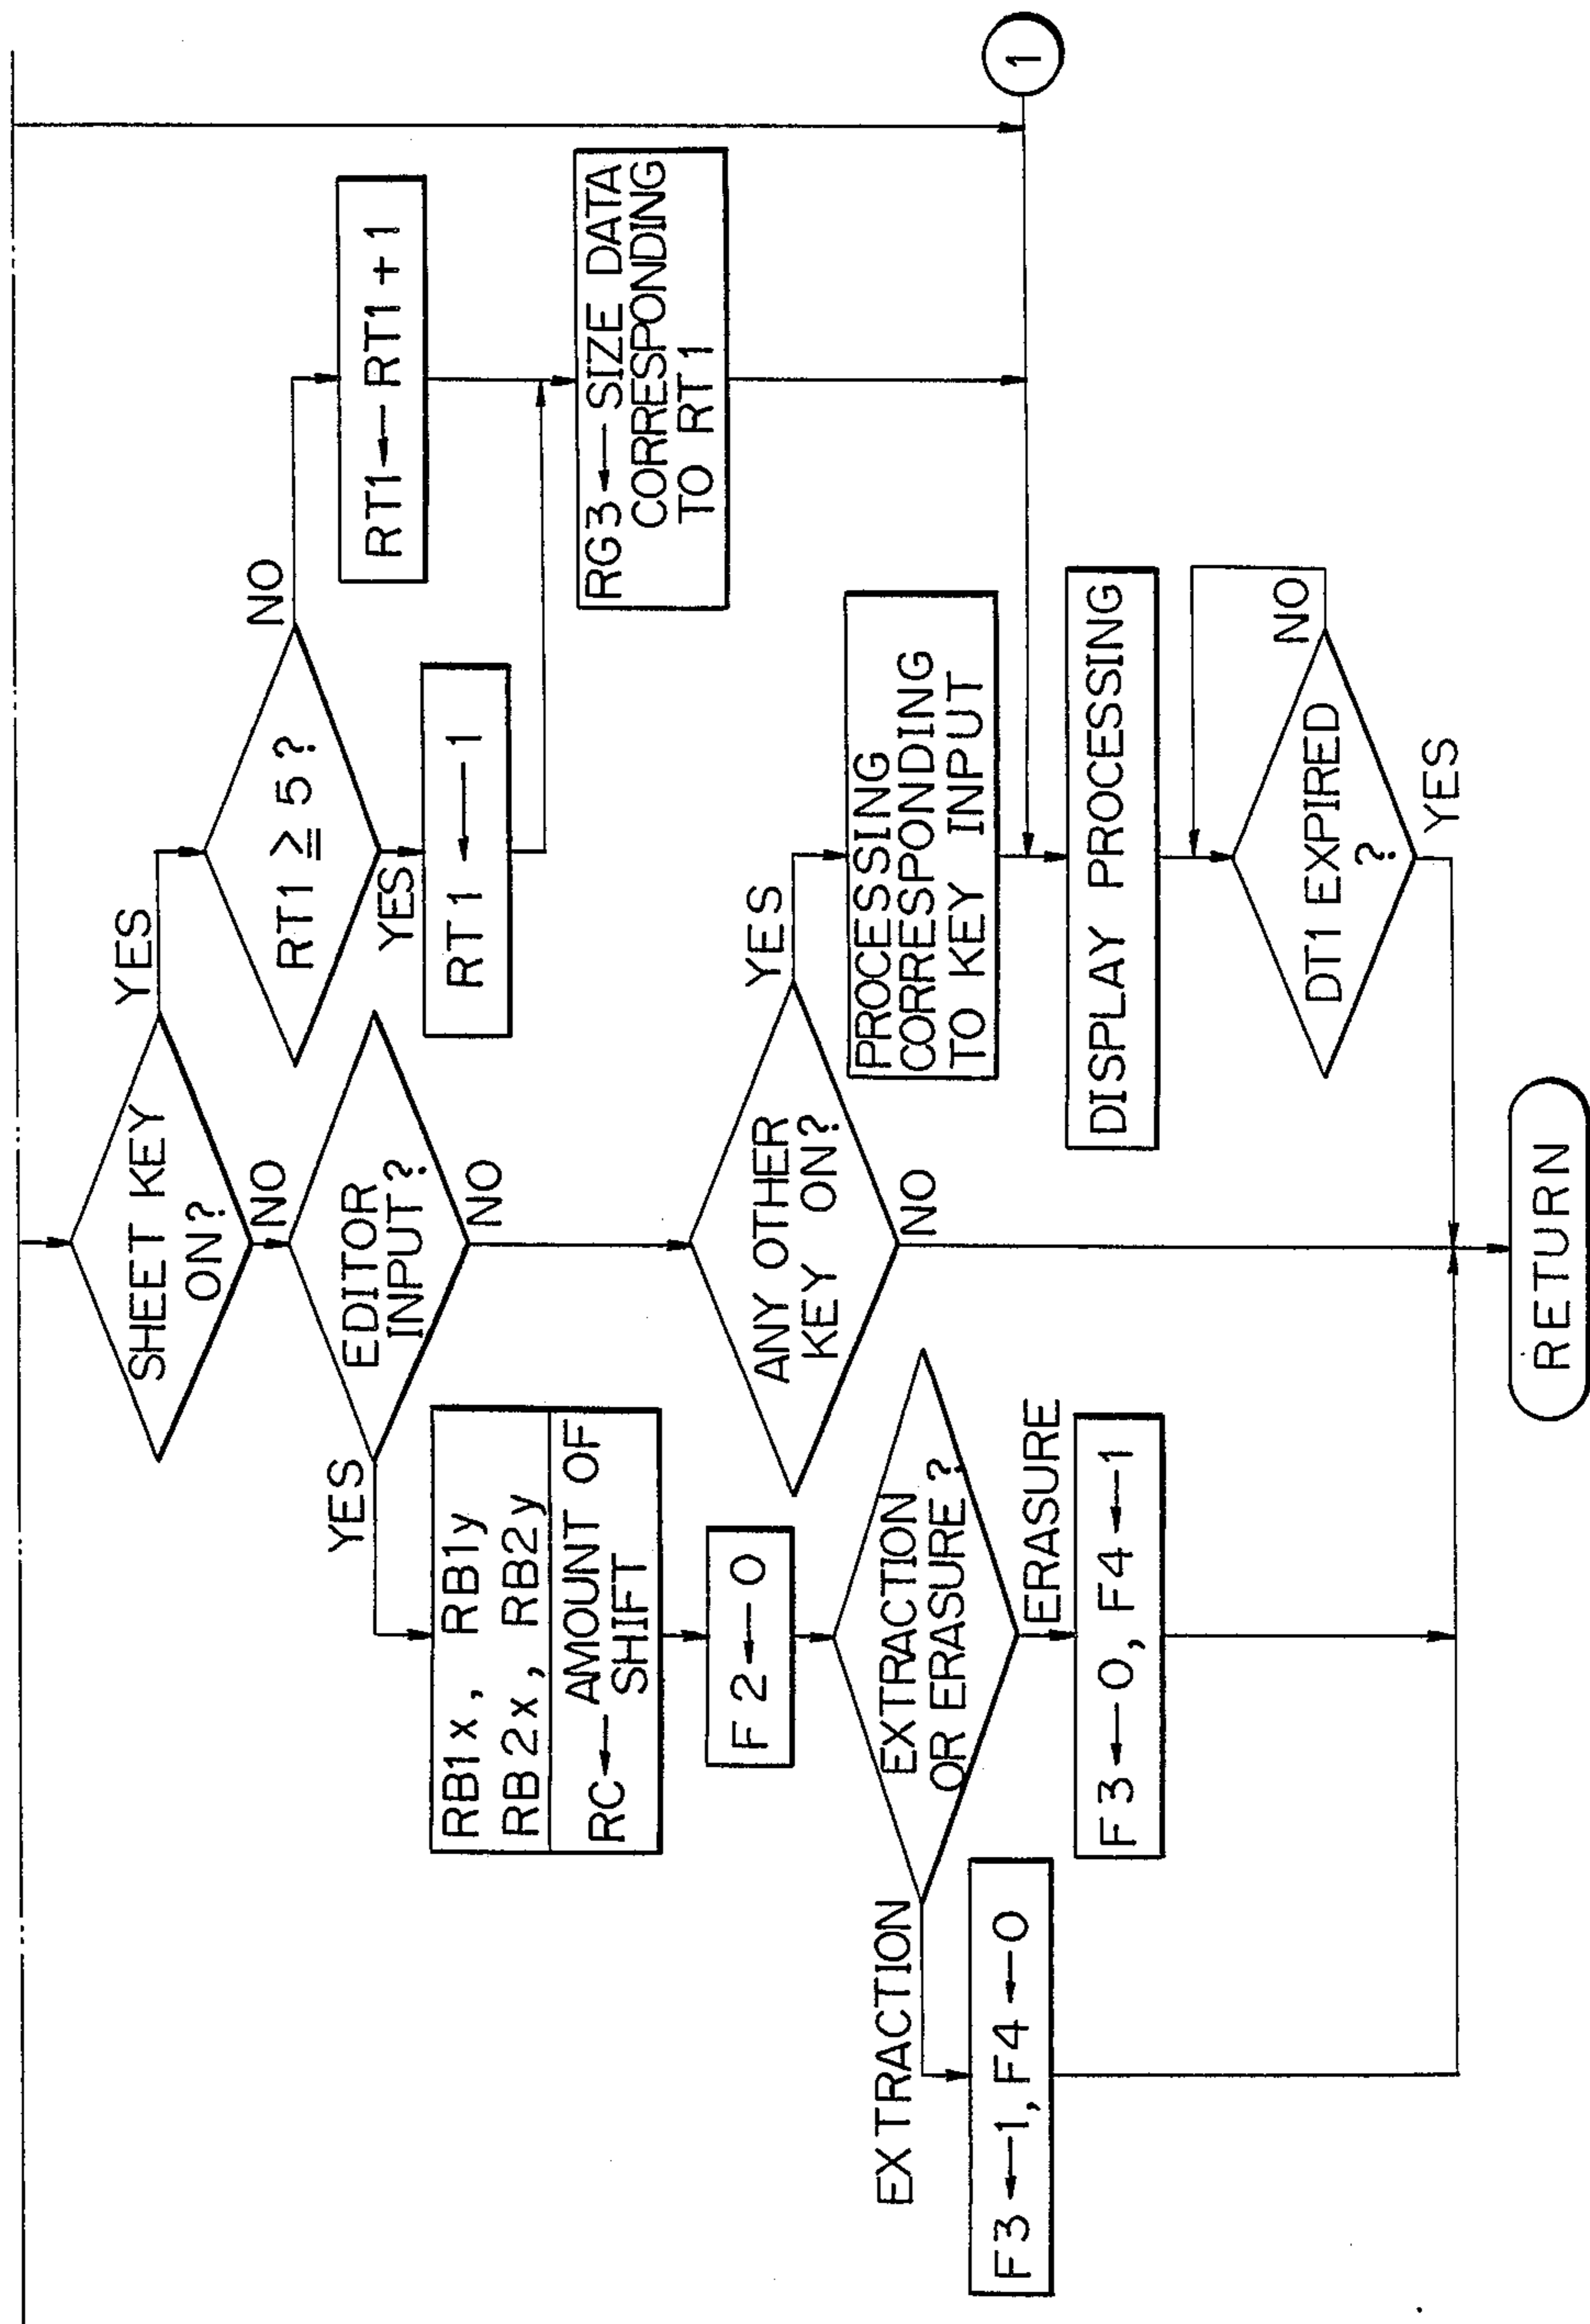 SHEET KEY
ON?
YES
NO
RT1 ≧ 5?
NO
YES
RT1 ← RT1 + 1
RT1 ← 1
RG3 ← SIZE DATA
CORRESPONDING
TO RT1
EDITOR
INPUT?
YES
NO
RB1x, RB1y
RB2x, RB2y
RC ← AMOUNT OF
SHIFT
F2 ← 0
EXTRACTION
OR ERASURE?
EXTRACTION
ERASURE
F3 ← 1, F4 ← 0
F3 ← 0, F4 ← 1
ANY OTHER
KEY ON?
YES
NO
PROCESSING
CORRESPONDING
TO KEY INPUT
1
DISPLAY PROCESSING
DT1 EXPIRED
?
NO
YES
RETURN